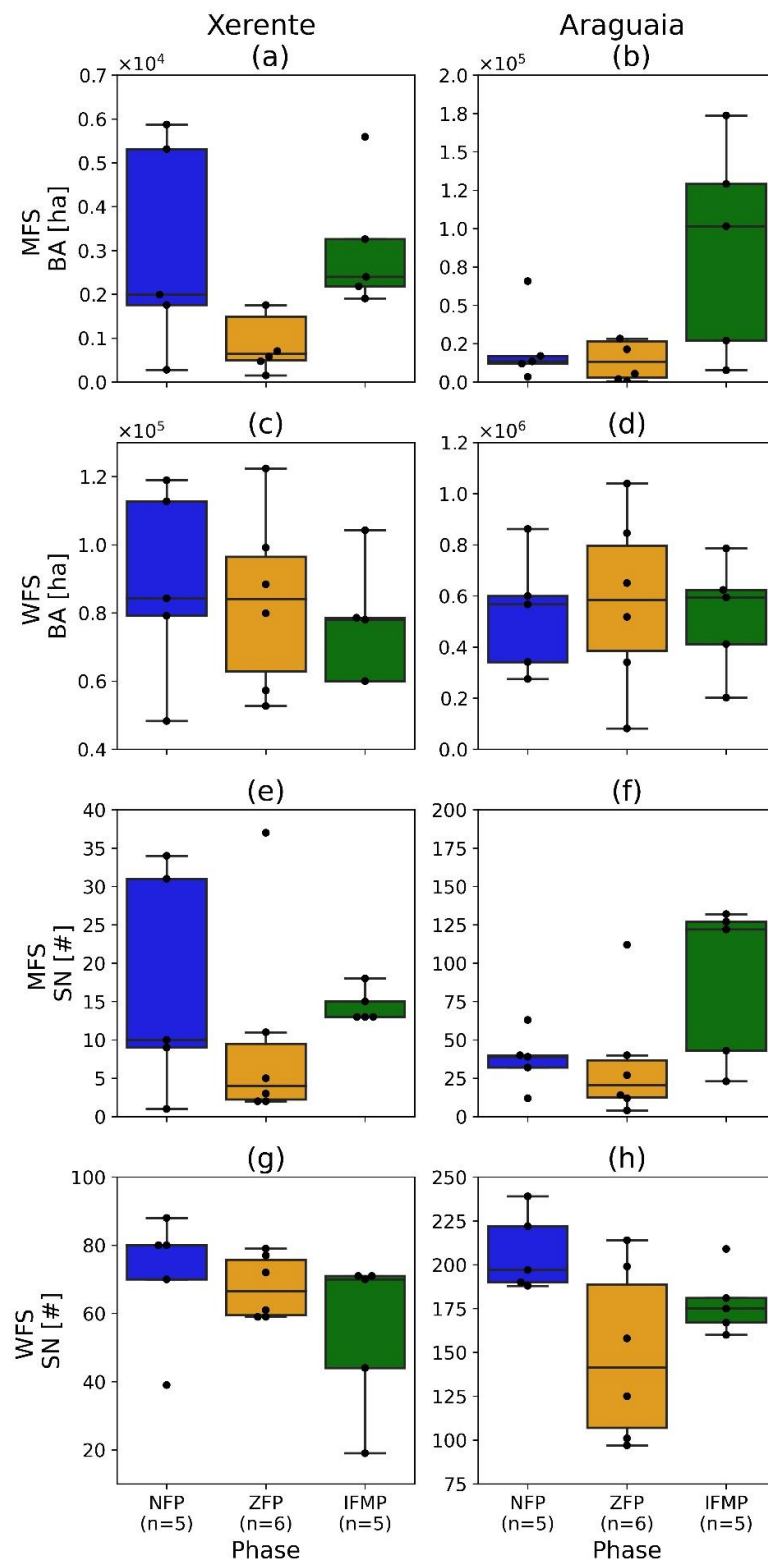 Xerente
Araguaia
(a)
(b)
×10⁴
×10⁵
0.7
0.6
0.5
0.4
0.3
0.2
0.1
0.0
MFS
BA [ha]
2.0
1.8
1.5
1.2
1.0
0.8
0.5
0.2
0.0
(c)
(d)
×10⁵
×10⁶
1.2
1.0
0.8
0.6
0.4
WFS
BA [ha]
1.2
1.0
0.8
0.6
0.4
0.2
0.0
(e)
(f)
40
35
30
25
20
15
10
5
0
MFS
SN [#]
200
175
150
125
100
75
50
25
0
(g)
(h)
100
80
60
40
20
WFS
SN [#]
250
225
200
175
150
125
100
75
NFP ZFP IFMP
(n=5) (n=6) (n=5)
Phase
NFP ZFP IFMP
(n=5) (n=6) (n=5)
Phase